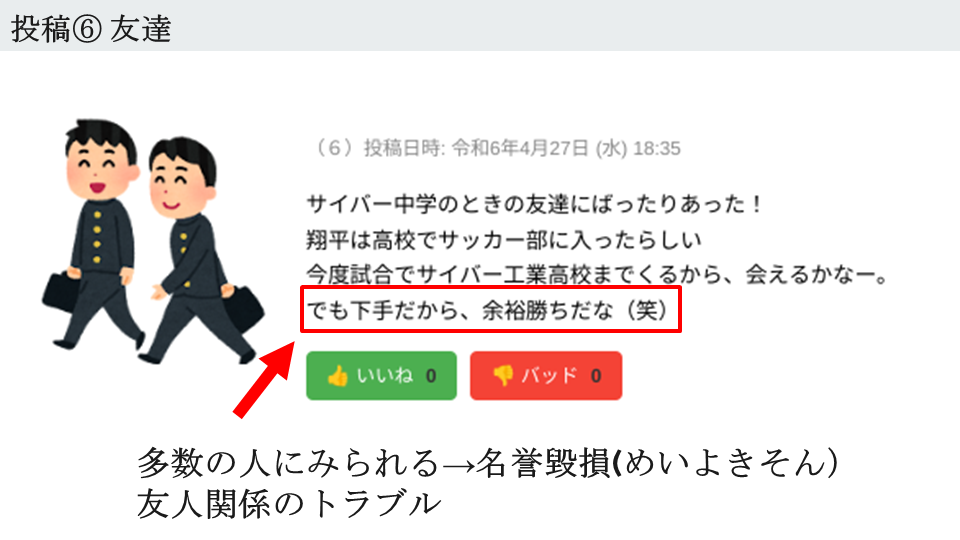 投稿⑥ 友達
（６）投稿日時: 令和6年4月27日 (水) 18:35
サイバー中学のときの友達にばったりあった！
翔平は高校でサッカー部に入ったらしい
今度試合でサイバー工業高校までくるから、会えるかなー。
でも下手だから、余裕勝ちだな（笑）
👍 いいね 0
👎 バッド 0
多数の人にみられる→名誉毀損(めいよきそん）
友人関係のトラブル